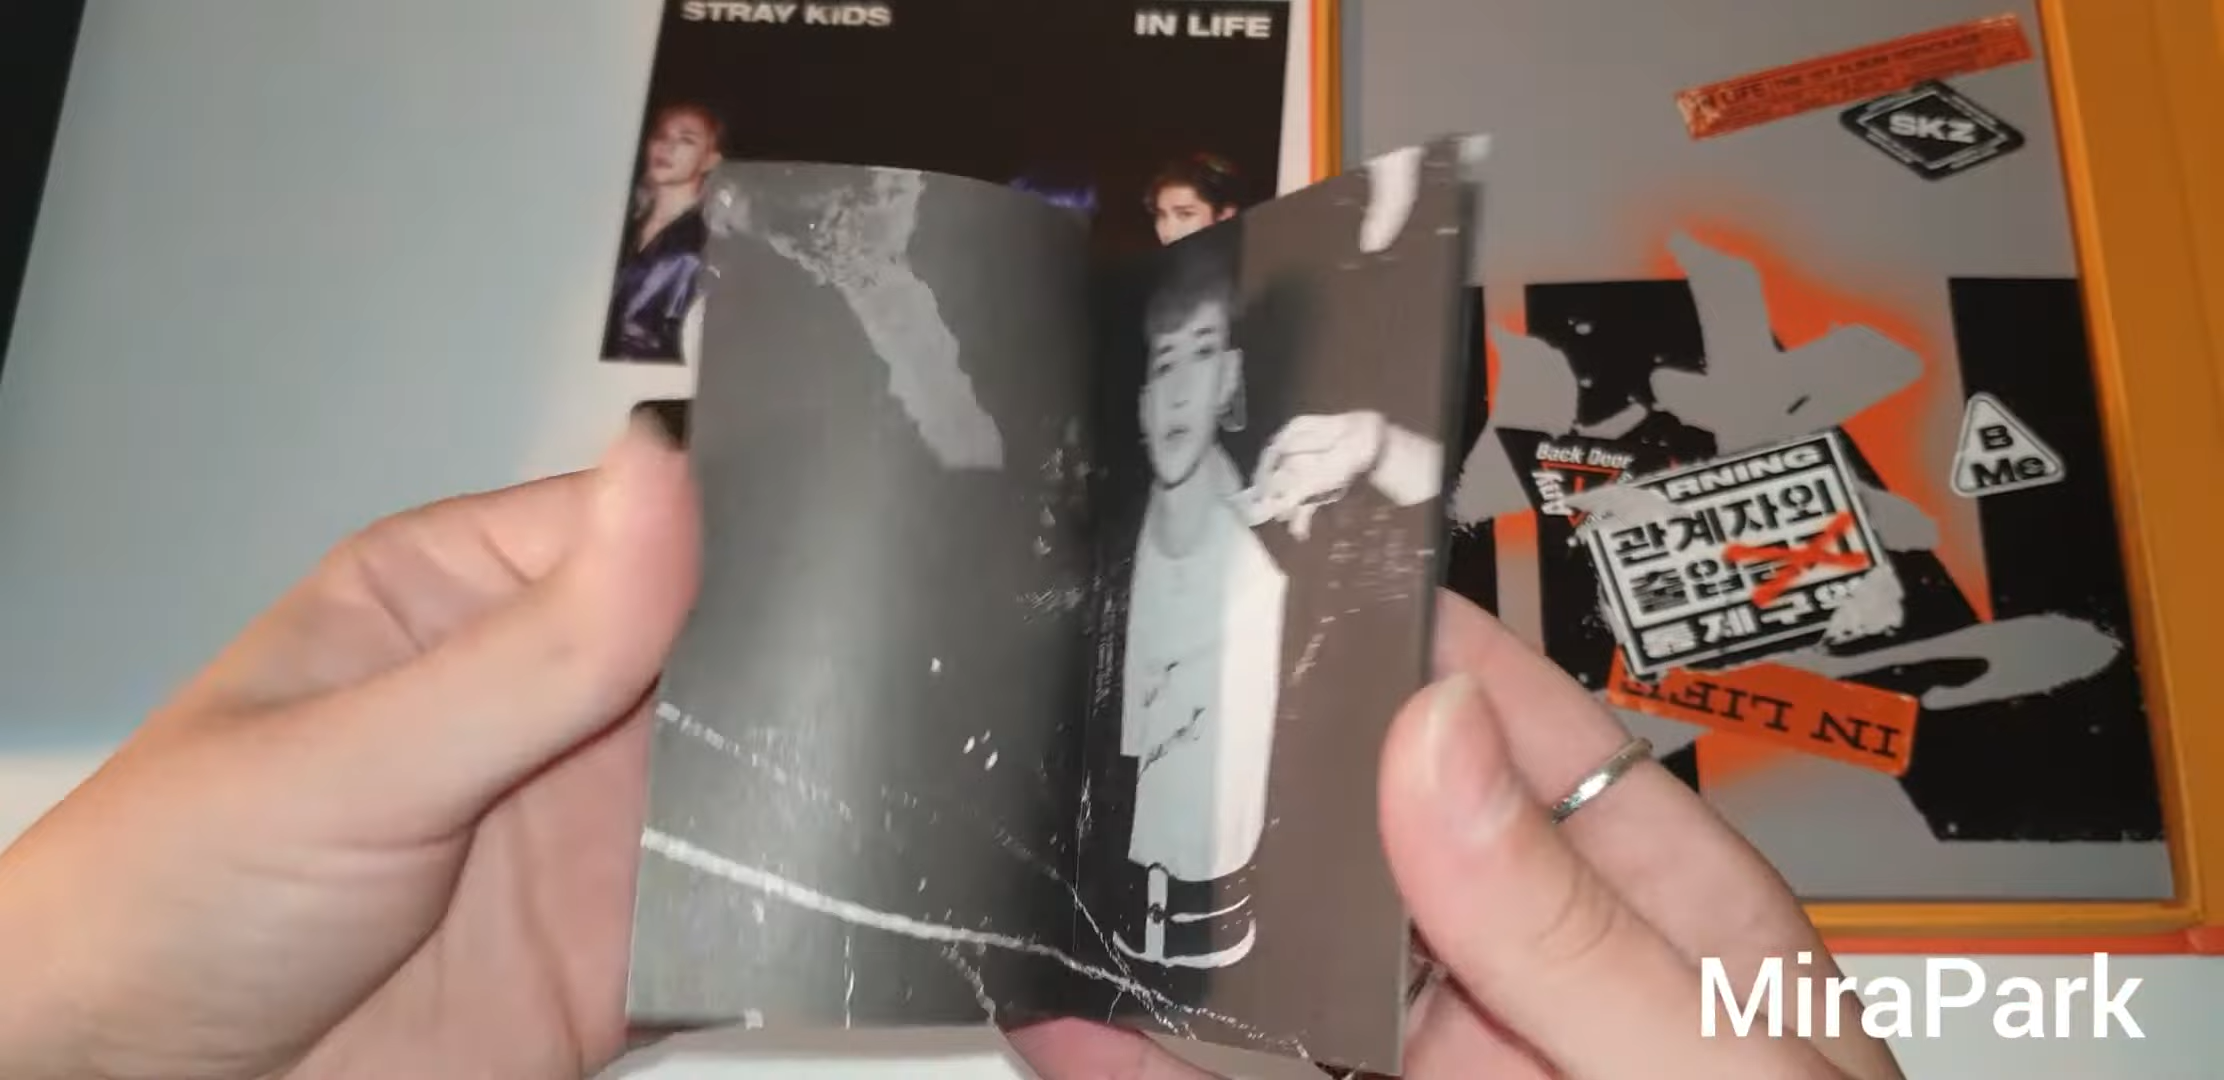 STRAY KIDS
IN LIFE
SKZ
Back Door
B
Me
WARNING
관계자외
출입금지
통제구역
IN LIFE
MiraPark